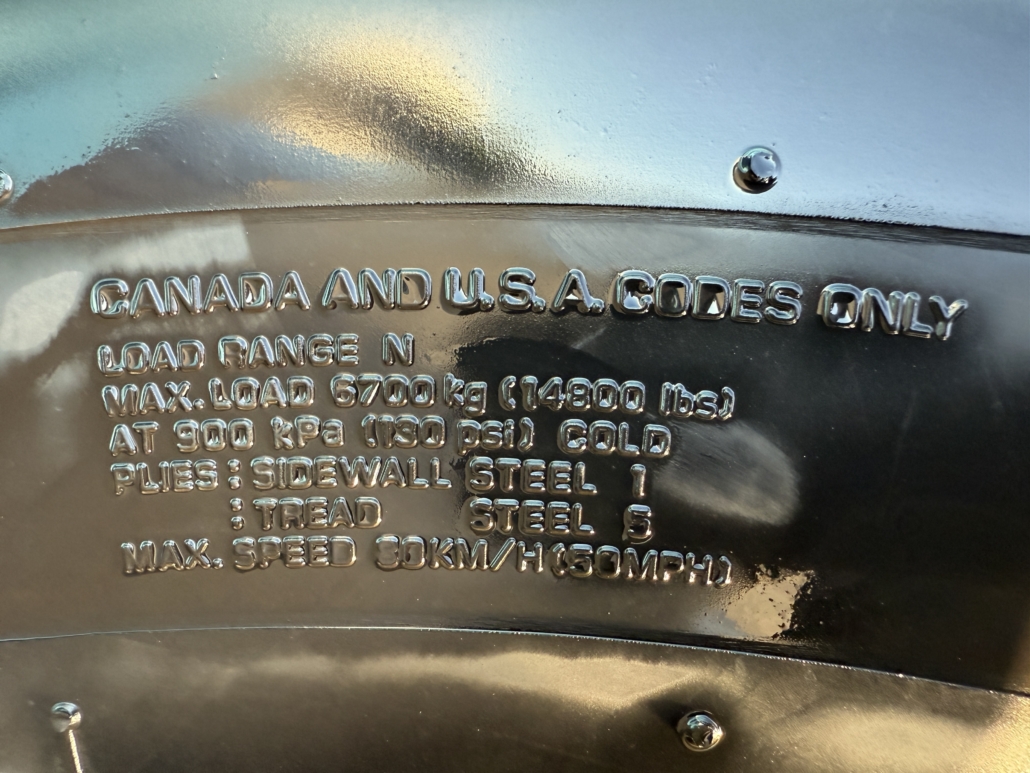 CANADA AND U.S.A. CODES ONLY
LOAD RANGE N
MAX. LOAD 6700 kg (14800 lbs)
AT 900 kPa (130 psi) COLD
PLIES : SIDEWALL STEEL 1
: TREAD STEEL 5
MAX. SPEED 80KM/H (50MPH)